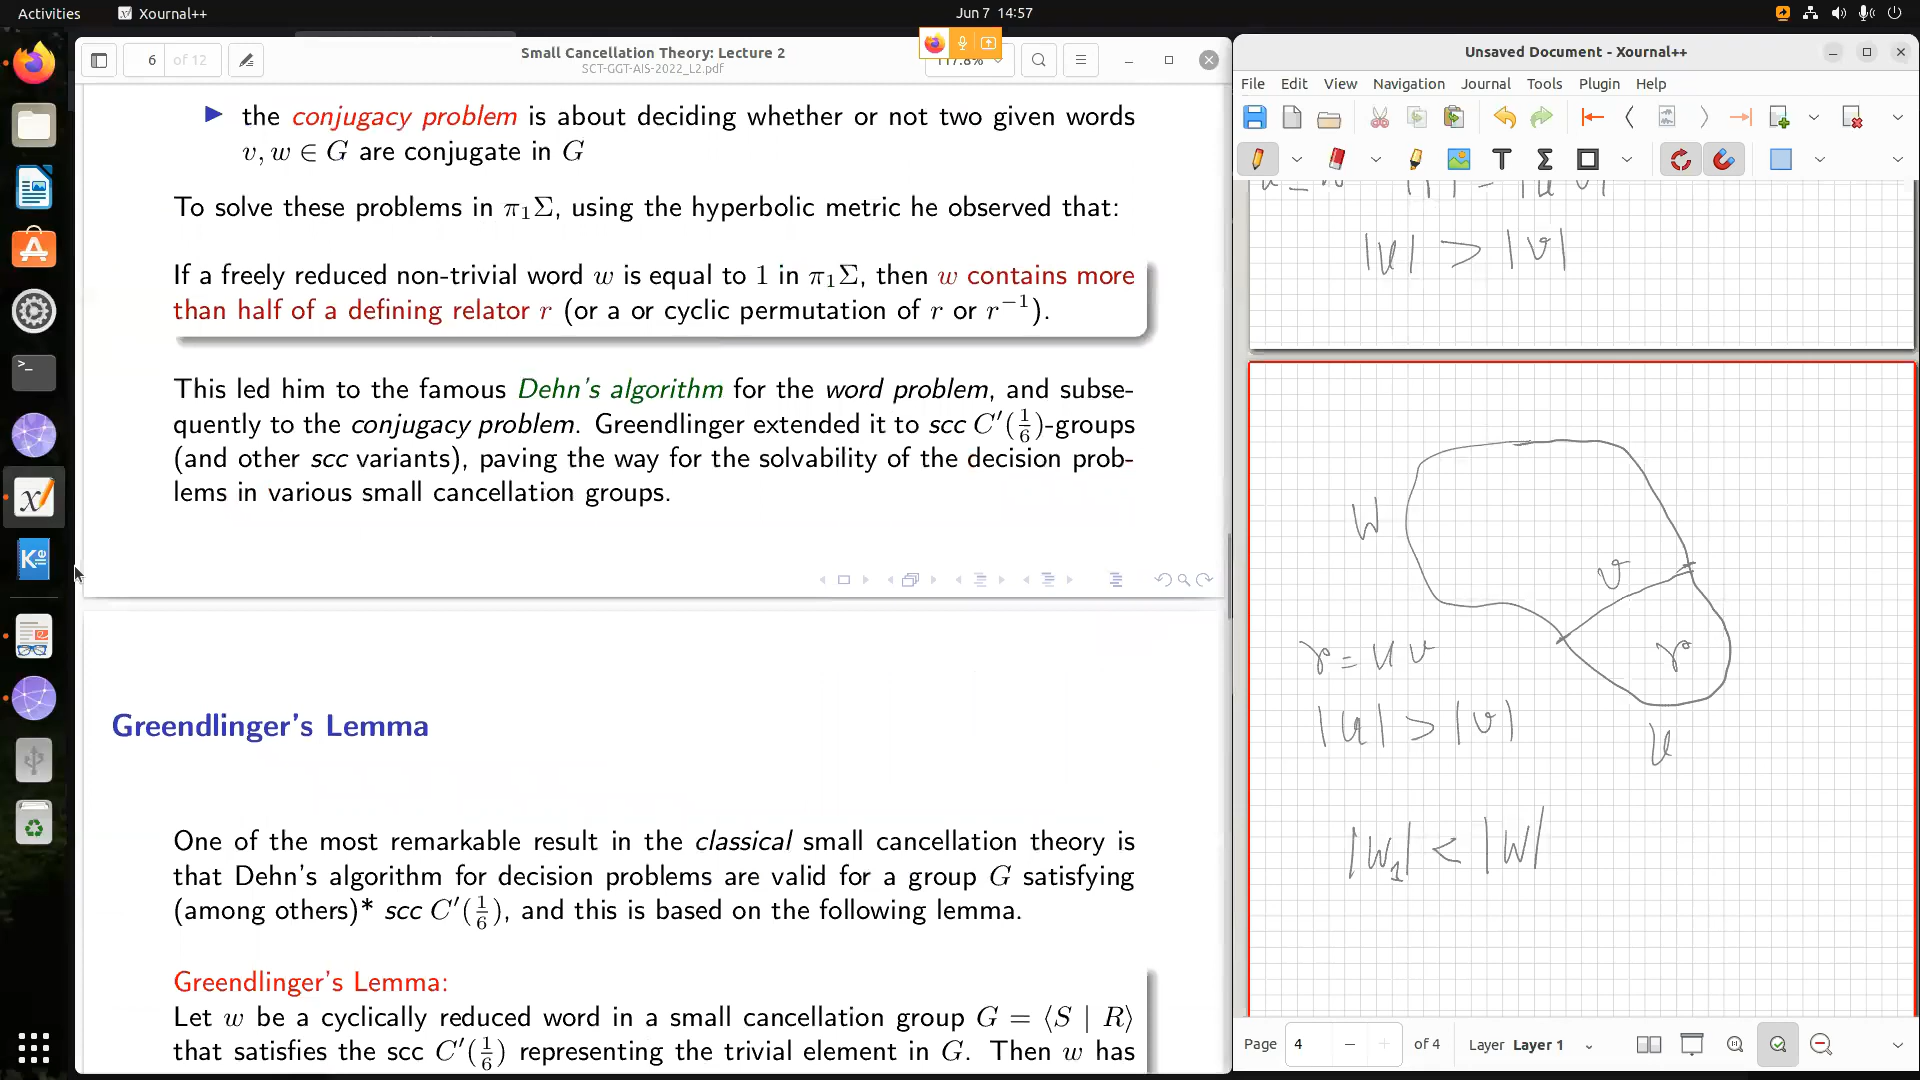 Activities
Xournal++
Jun 7 14:57
6 of 12
Small Cancellation Theory: Lecture 2
SCT-GGT-AIS-2022_L2.pdf
117.8%
▶ the conjugacy problem is about deciding whether or not two given words
v, w ∈ G are conjugate in G
To solve these problems in π₁Σ, using the hyperbolic metric he observed that:
If a freely reduced non-trivial word w is equal to 1 in π₁Σ, then w contains more
than half of a defining relator r (or a or cyclic permutation of r or r⁻¹).
This led him to the famous Dehn's algorithm for the word problem, and subse-
quently to the conjugacy problem. Greendlinger extended it to scc C′(1/6)-groups
(and other scc variants), paving the way for the solvability of the decision prob-
lems in various small cancellation groups.
Greendlinger's Lemma
One of the most remarkable result in the classical small cancellation theory is
that Dehn's algorithm for decision problems are valid for a group G satisfying
(among others)* scc C′(1/6), and this is based on the following lemma.
Greendlinger's Lemma:
Let w be a cyclically reduced word in a small cancellation group G = ⟨S | R⟩
that satisfies the scc C′(1/6) representing the trivial element in G. Then w has
Unsaved Document - Xournal++
File Edit View Navigation Journal Tools Plugin Help
|u| > |v|
W
v
r = u v
r
|u| > |v|
u
|W₁| < |W|
Page 4 of 4 Layer Layer 1